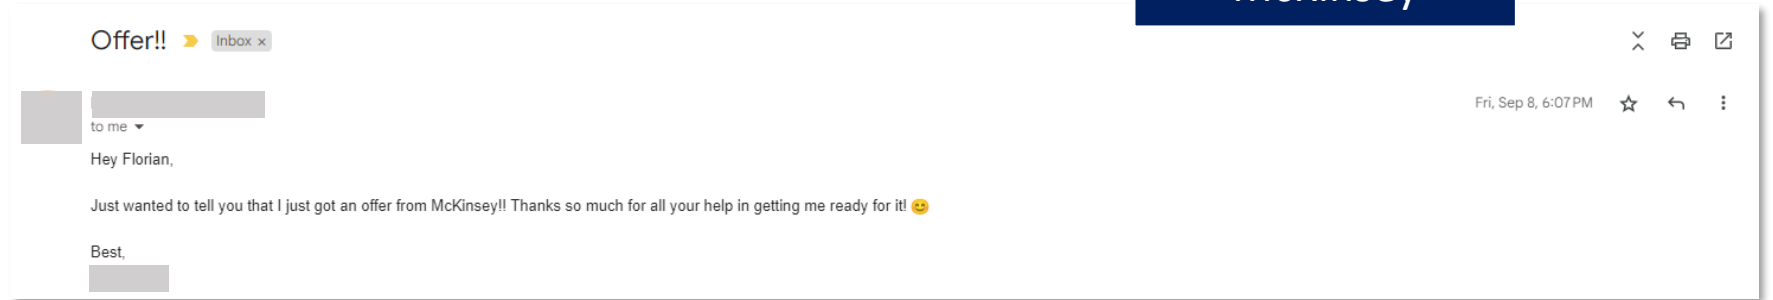 McKinsey
Offer!! Inbox ×
Fri, Sep 8, 6:07 PM
to me
Hey Florian,
Just wanted to tell you that I just got an offer from McKinsey!! Thanks so much for all your help in getting me ready for it! 😊
Best,